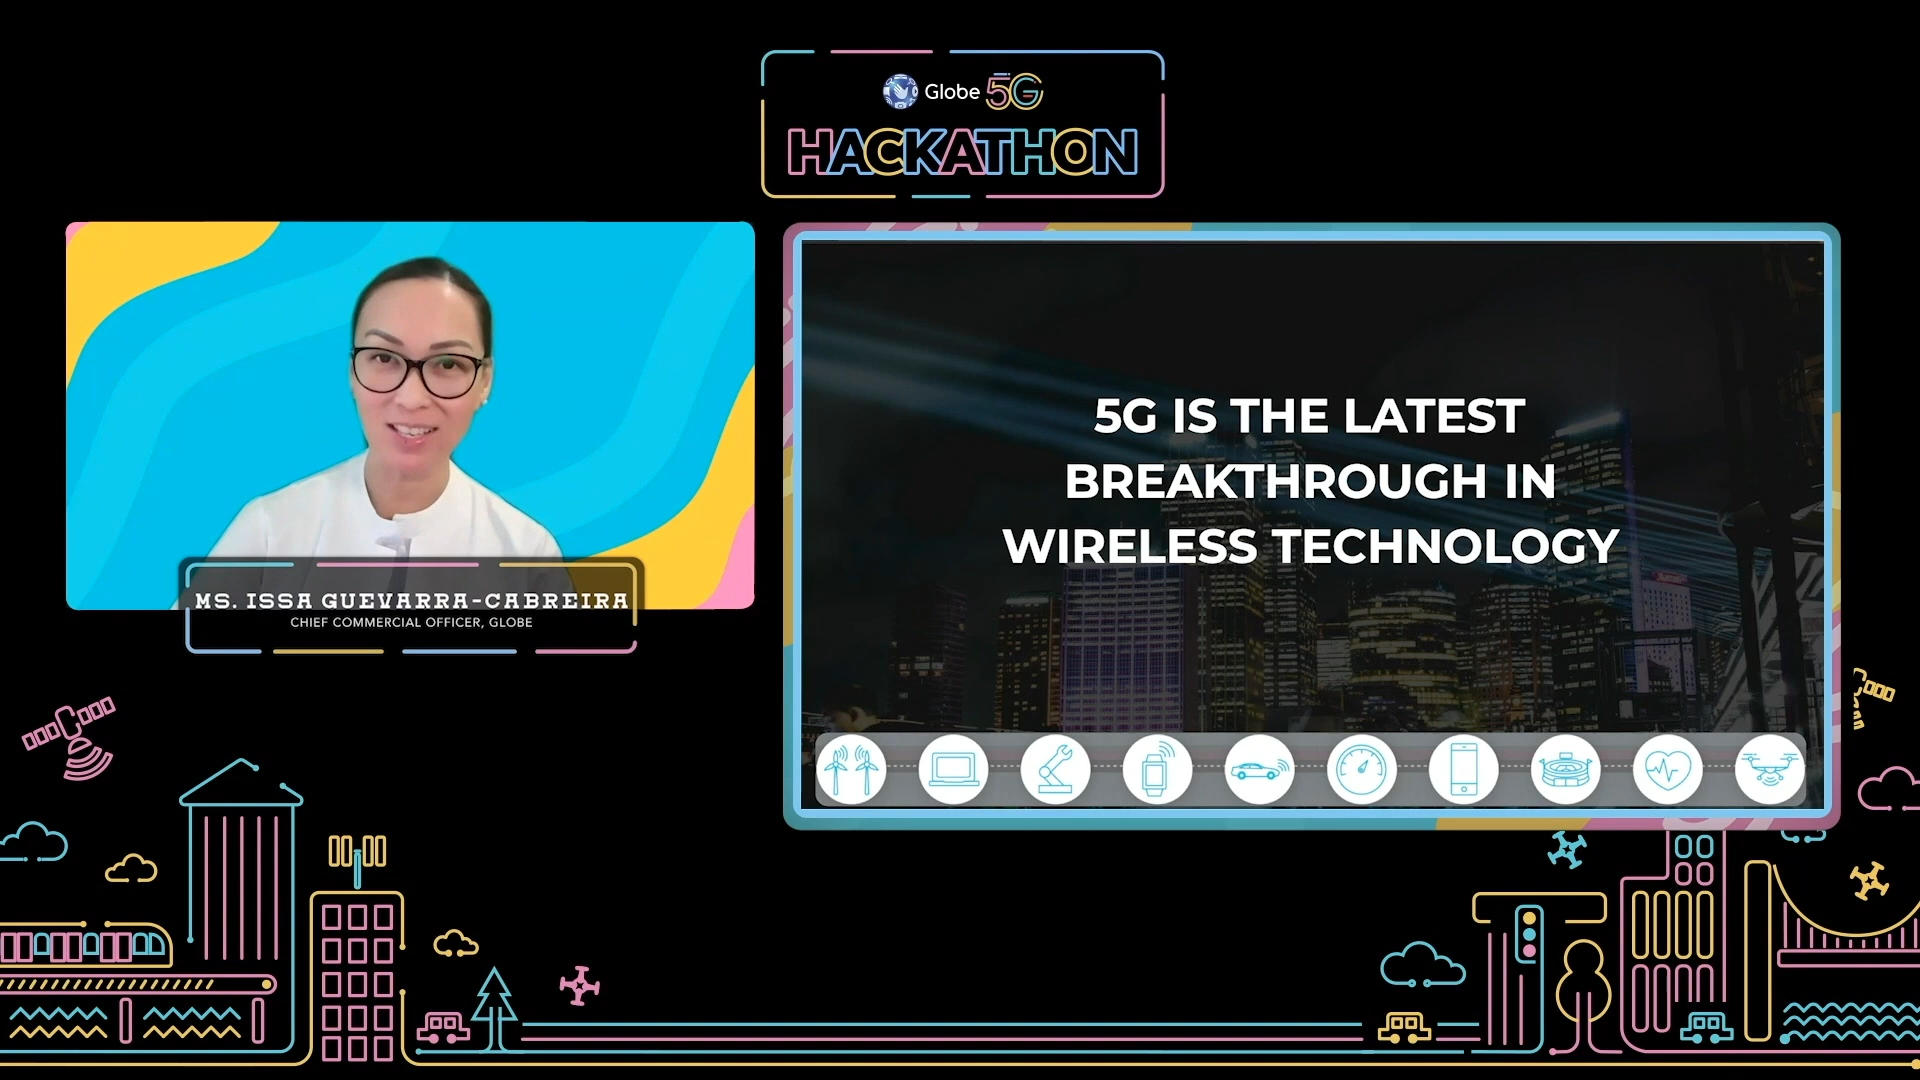 Globe 5G
HACKATHON
5G IS THE LATEST
BREAKTHROUGH IN
WIRELESS TECHNOLOGY
MS. ISSA GUEVARRA-CABREIRA
CHIEF COMMERCIAL OFFICER, GLOBE